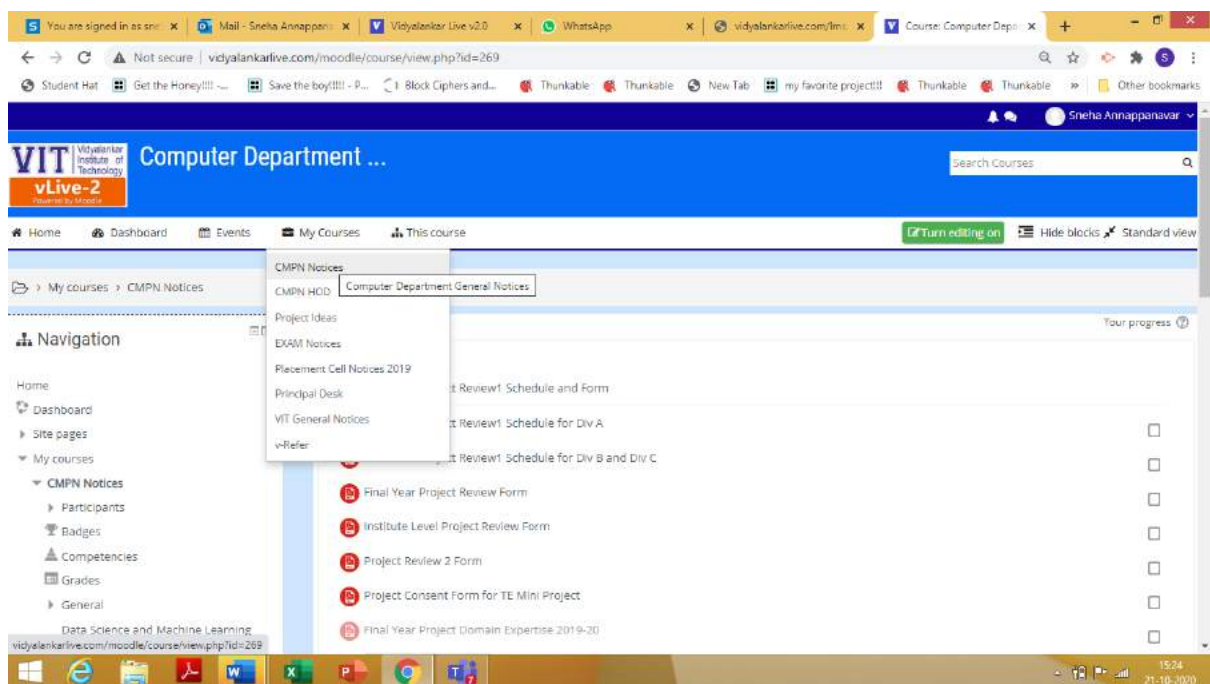 You are signed in as sne
Mail - Sneha Annappan
Vidyalankar Live v2.0
WhatsApp
vidyalankarlive.com/lms
Course: Computer Depa
Not secure | vidyalankarlive.com/moodle/course/view.php?id=269
Student Hat
Get the Honey!!!! -...
Save the boy!!!!! - P...
Block Ciphers and...
Thunkable
Thunkable
New Tab
my favorite project!!!
Thunkable
Thunkable
»
Other bookmarks
Sneha Annappanavar
VIT Vidyalankar Institute of Technology
vLive-2
Powered by Moodle
Computer Department ...
Search Courses
Home
Dashboard
Events
My Courses
This course
Turn editing on
Hide blocks
Standard view
CMPN Notices
Computer Department General Notices
CMPN HOD
Project Ideas
EXAM Notices
Placement Cell Notices 2019
Principal Desk
VIT General Notices
v-Refer
My courses › CMPN Notices
Your progress
Navigation
Home
Dashboard
Site pages
My courses
CMPN Notices
Participants
Badges
Competencies
Grades
General
Data Science and Machine Learning
vidyalankarlive.com/moodle/course/view.php?id=269
Review1 Schedule and Form
Review1 Schedule for Div A
Review1 Schedule for Div B and Div C
Final Year Project Review Form
Institute Level Project Review Form
Project Review 2 Form
Project Consent Form for TE Mini Project
Final Year Project Domain Expertise 2019-20
15:24
21-10-2020